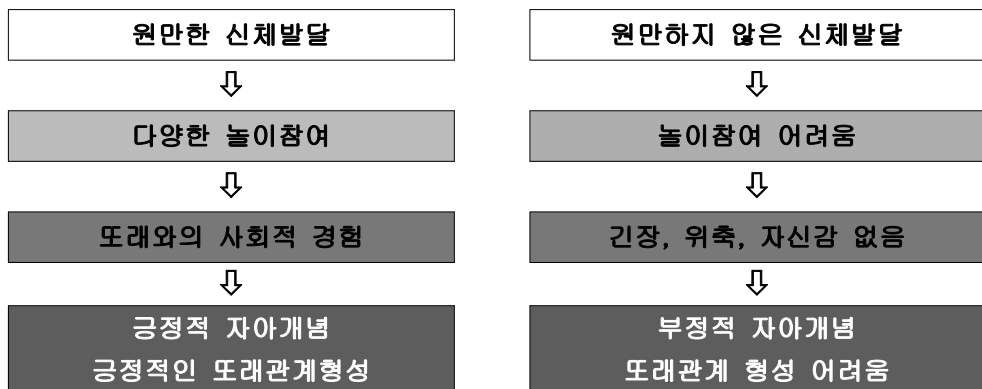 원만한 신체발달
다양한 놀이참여
또래와의 사회적 경험
긍정적 자아개념
긍정적인 또래관계형성
원만하지 않은 신체발달
놀이참여 어려움
긴장, 위축, 자신감 없음
부정적 자아개념
또래관계 형성 어려움